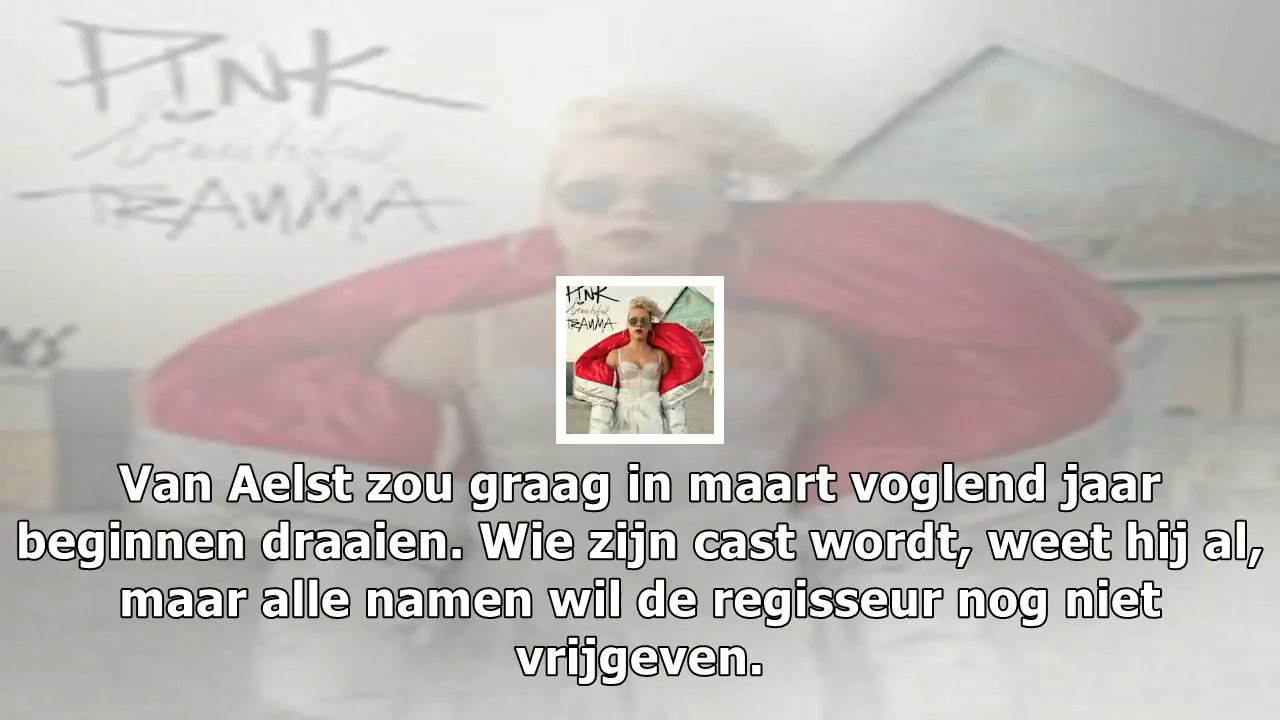 P!NK
beautiful
TRAUMA
P!NK
beautiful
TRAUMA
Van Aelst zou graag in maart voglend jaar
beginnen draaien. Wie zijn cast wordt, weet hij al,
maar alle namen wil de regisseur nog niet
vrijgeven.